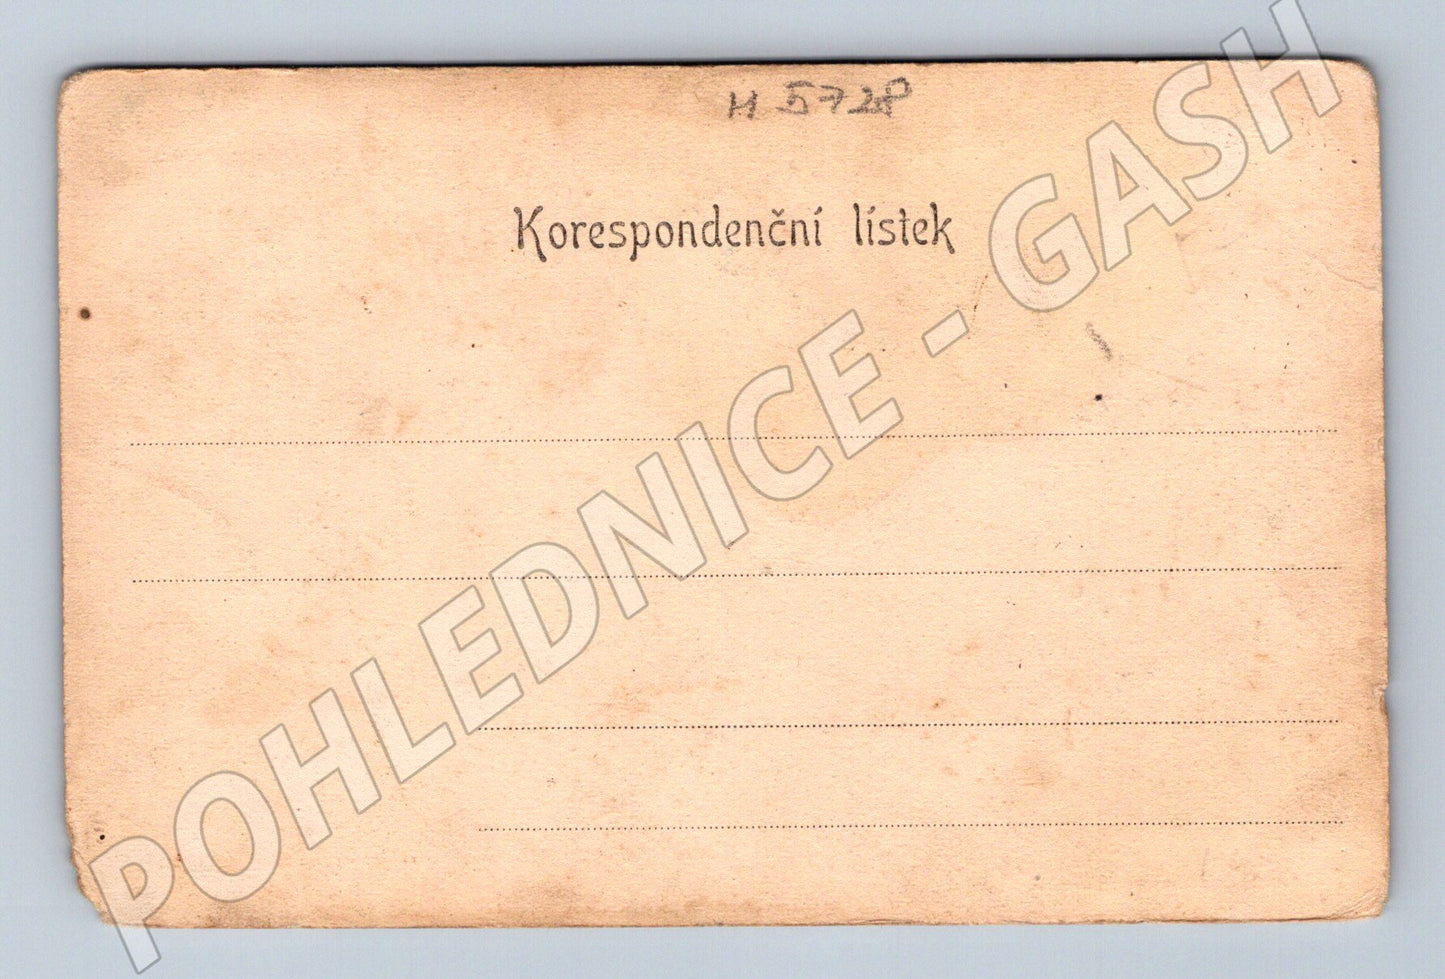 H 5728
Korespondenční lístek
POHLEDNICE - GASH